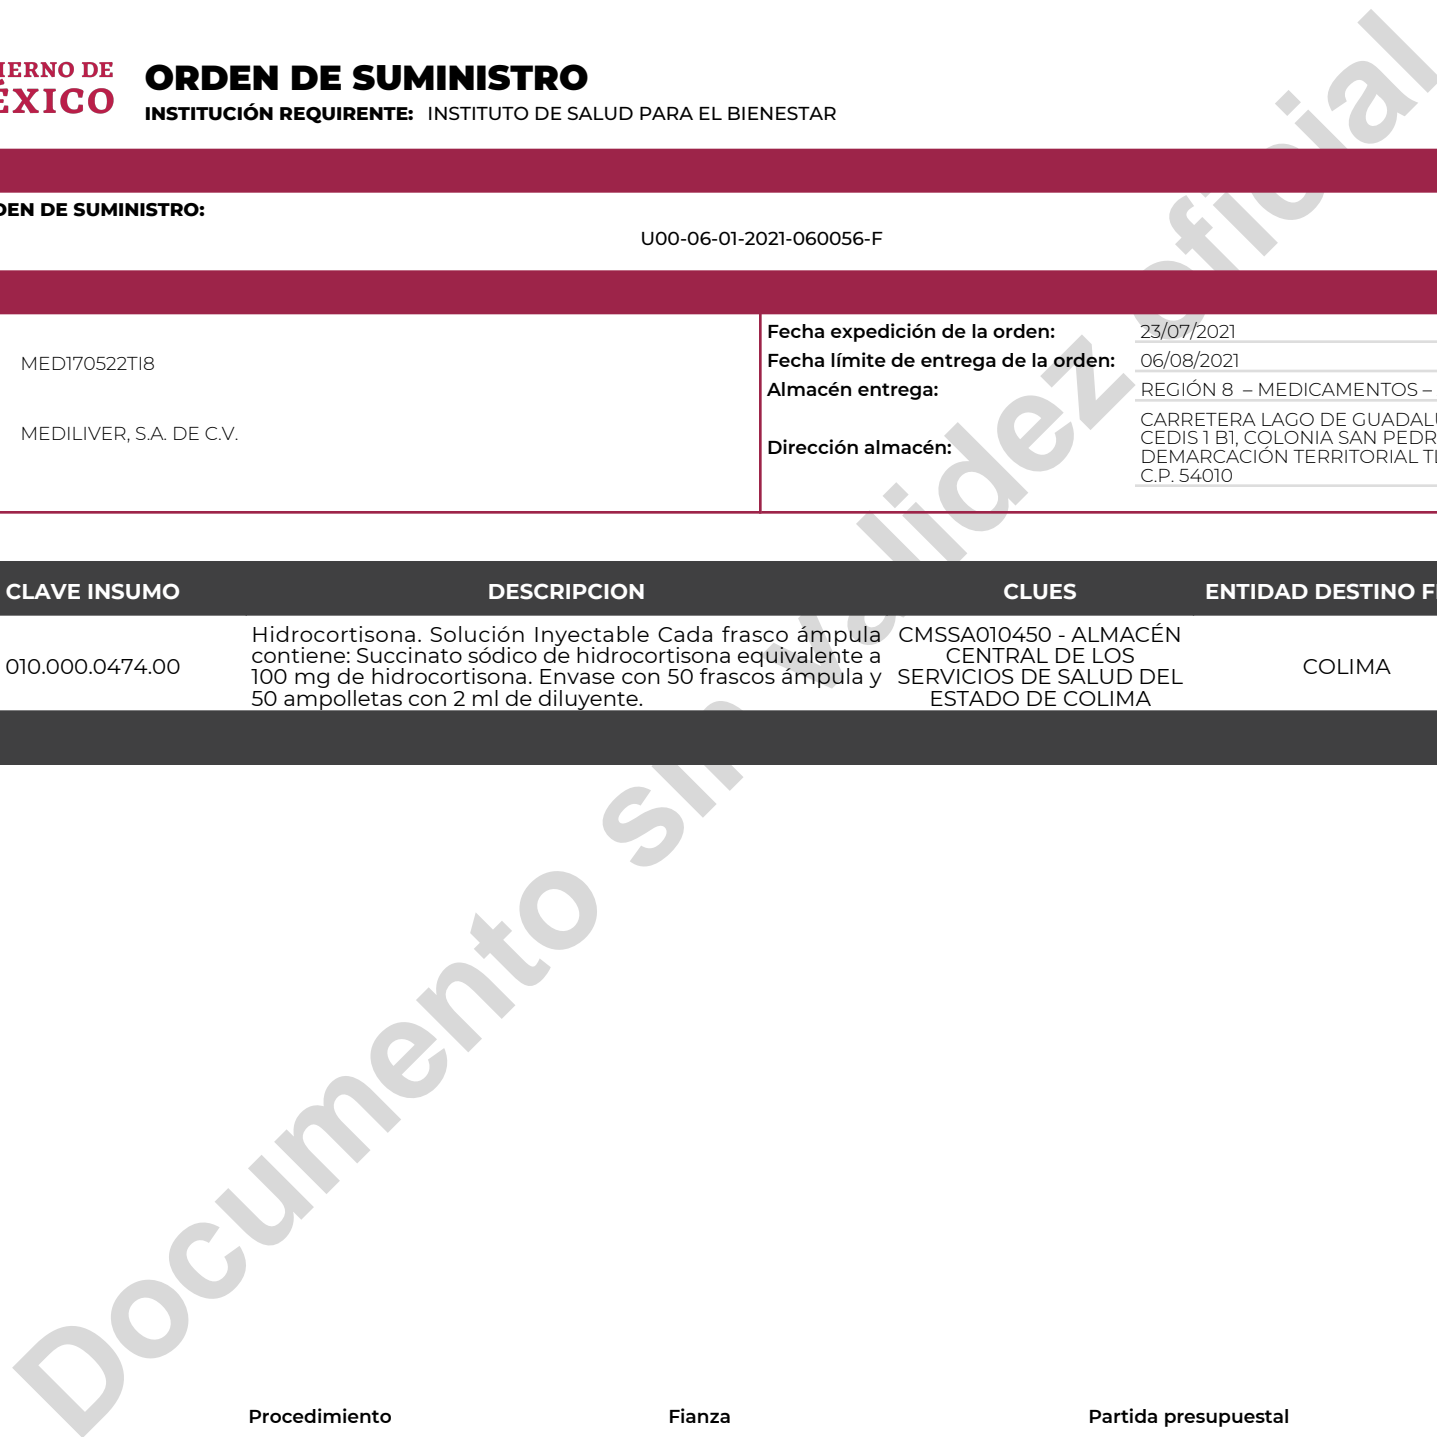 IERNO DE
ÉXICO
ORDEN DE SUMINISTRO
INSTITUCIÓN REQUIRENTE: INSTITUTO DE SALUD PARA EL BIENESTAR
DEN DE SUMINISTRO:
U00-06-01-2021-060056-F
MED170522TI8
MEDILIVER, S.A. DE C.V.
Fecha expedición de la orden: 23/07/2021
Fecha límite de entrega de la orden: 06/08/2021
Almacén entrega: REGIÓN 8 – MEDICAMENTOS –
Dirección almacén:
CARRETERA LAGO DE GUADALU
CEDIS 1 B1, COLONIA SAN PEDR
DEMARCACIÓN TERRITORIAL TL
C.P. 54010
CLAVE INSUMO DESCRIPCION CLUES ENTIDAD DESTINO FI
010.000.0474.00
Hidrocortisona. Solución Inyectable Cada frasco ámpula
contiene: Succinato sódico de hidrocortisona equivalente a
100 mg de hidrocortisona. Envase con 50 frascos ámpula y
50 ampolletas con 2 ml de diluyente.
CMSSA010450 - ALMACÉN
CENTRAL DE LOS
SERVICIOS DE SALUD DEL
ESTADO DE COLIMA
COLIMA
Documento sin validez oficial
Procedimiento Fianza Partida presupuestal